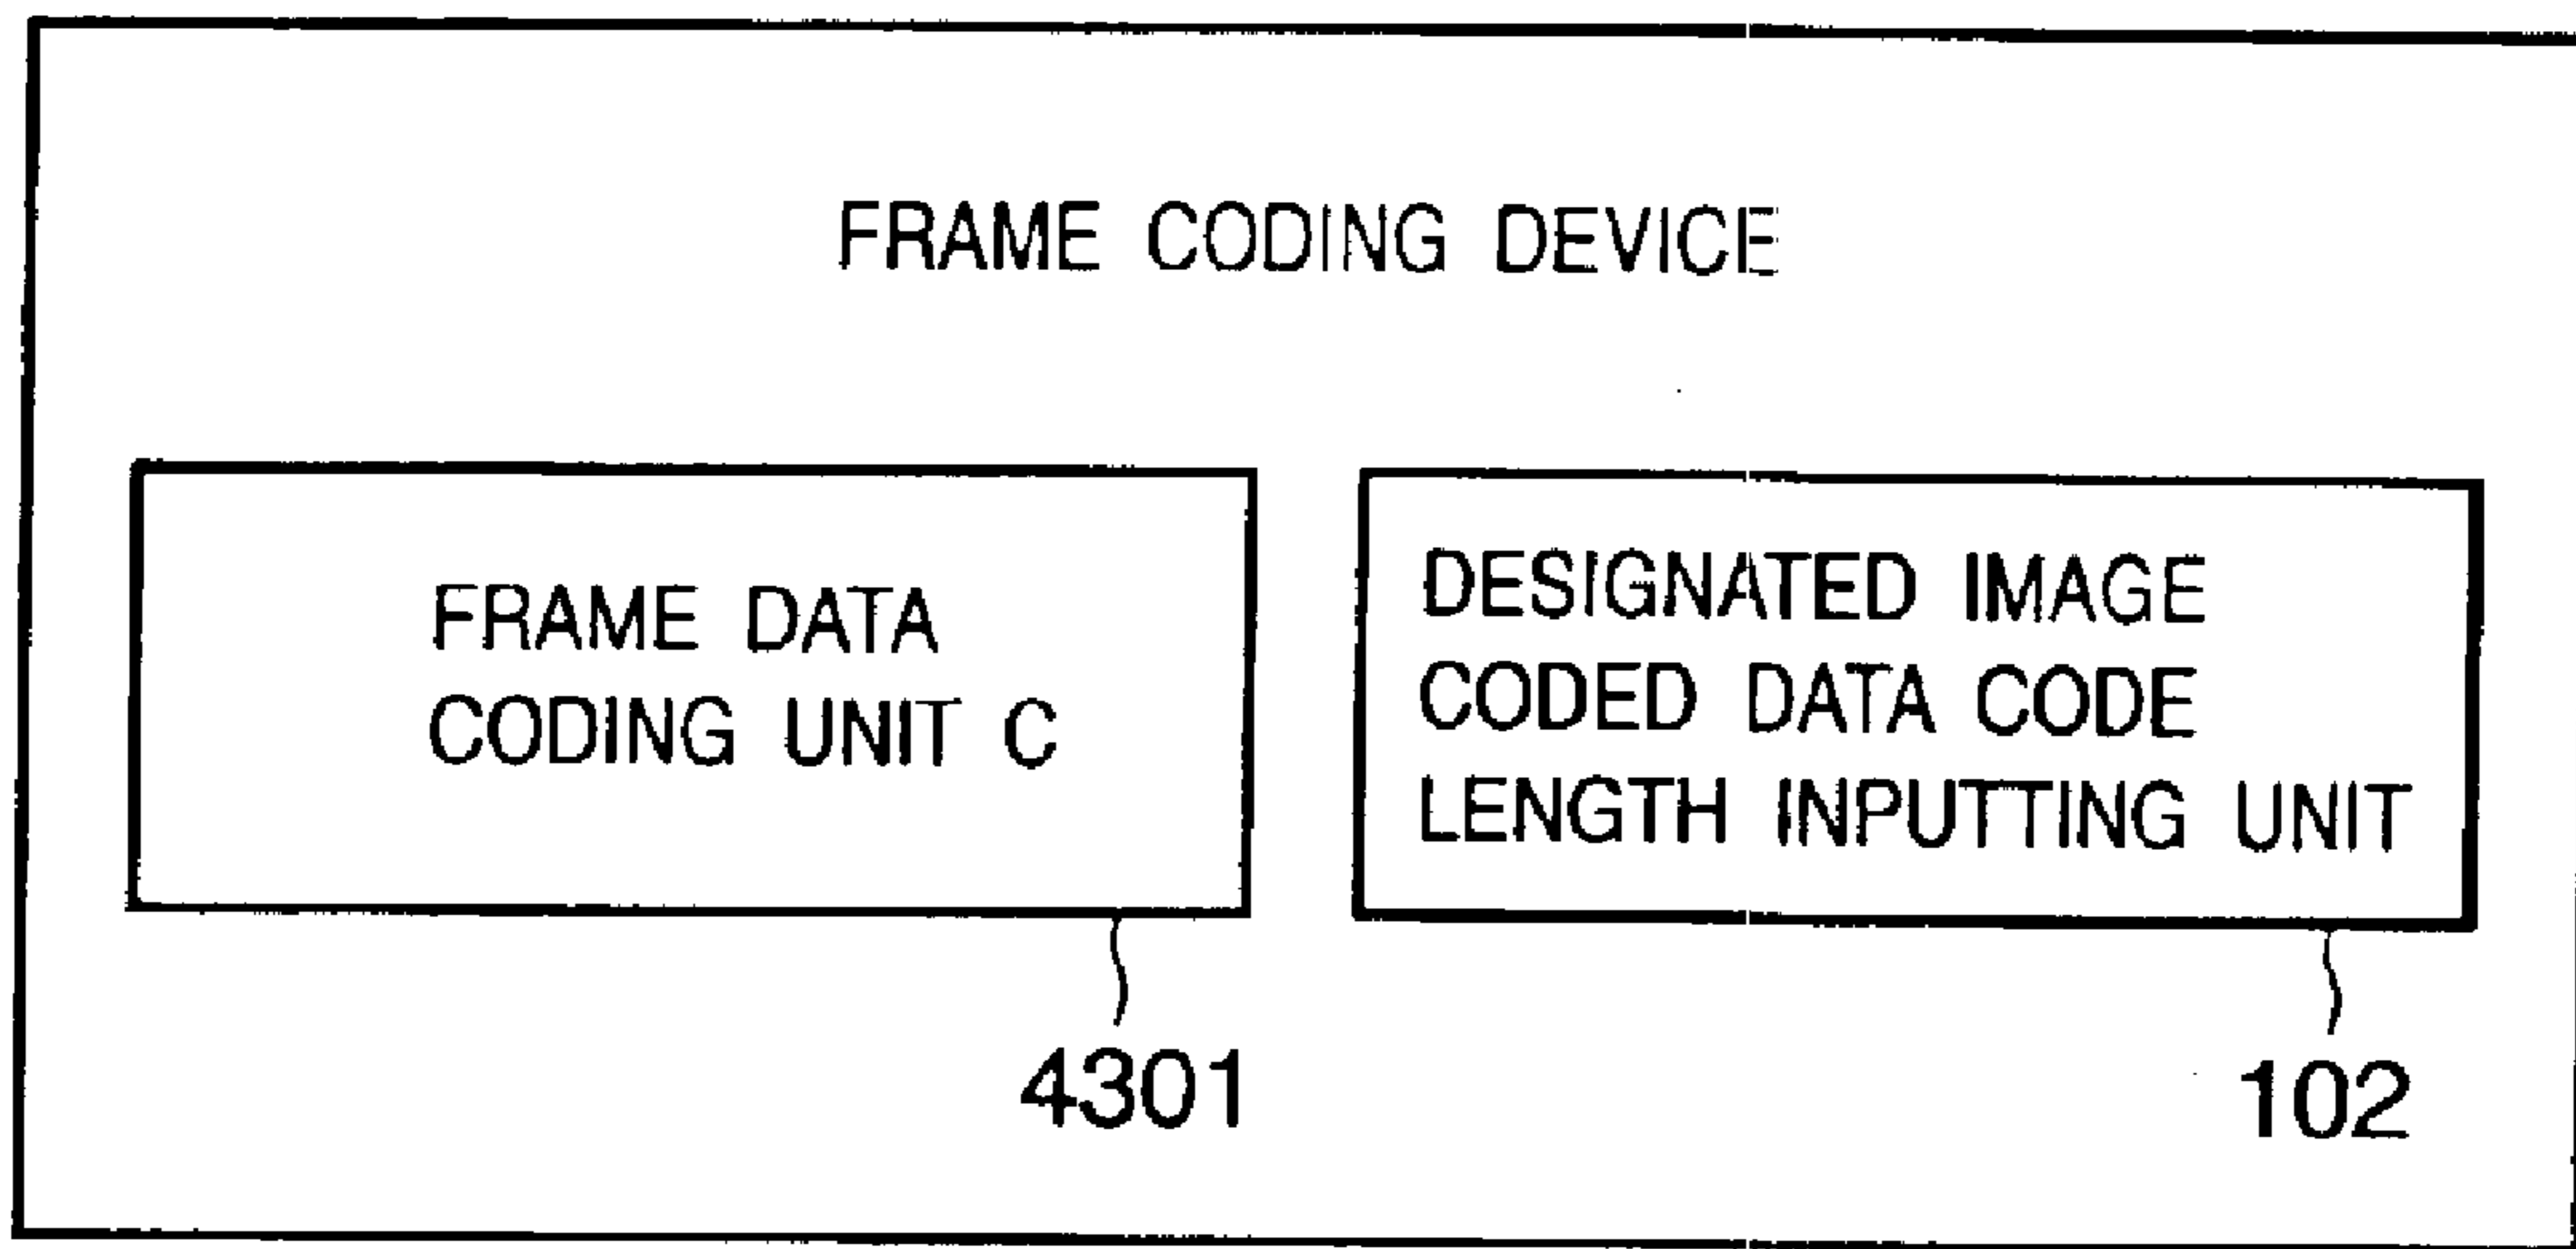 FRAME CODING DEVICE
FRAME DATA
CODING UNIT C
DESIGNATED IMAGE
CODED DATA CODE
LENGTH INPUTTING UNIT
4301
102